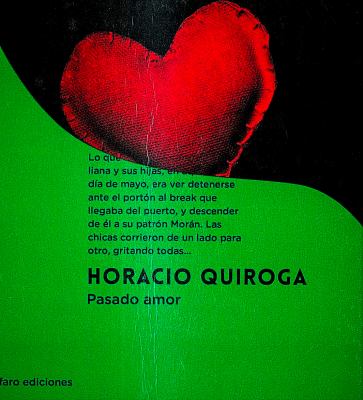 Lo que
liana y sus hijas, en
día de mayo, era ver detenerse
ante el portón al break que
llegaba del puerto, y descender
de él a su patrón Morán. Las
chicas corrieron de un lado para
otro, gritando todas...
HORACIO QUIROGA
Pasado amor
faro ediciones